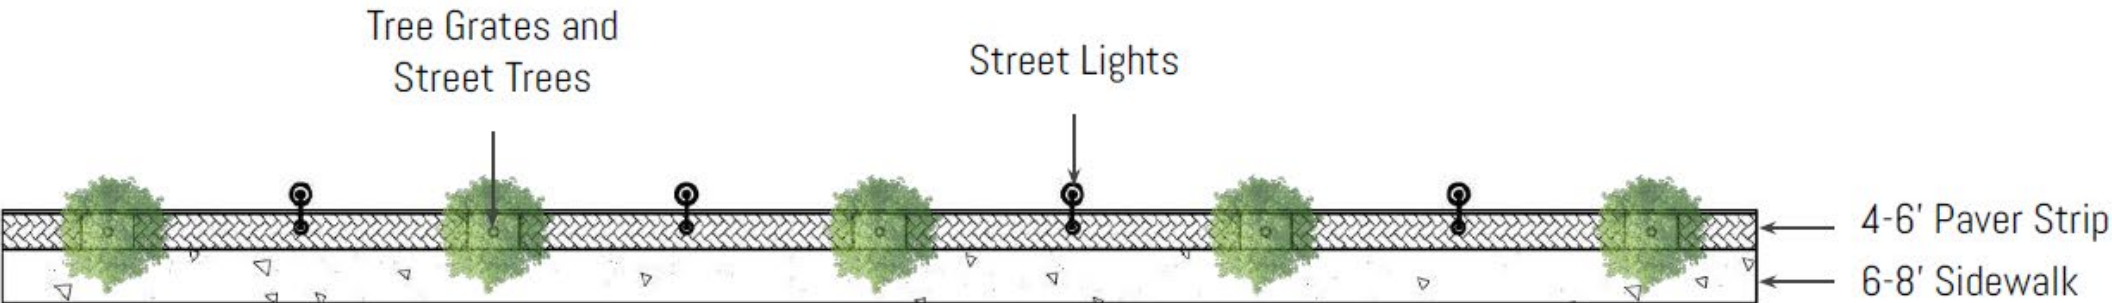 Tree Grates and
Street Trees
Street Lights
4-6' Paver Strip
6-8' Sidewalk